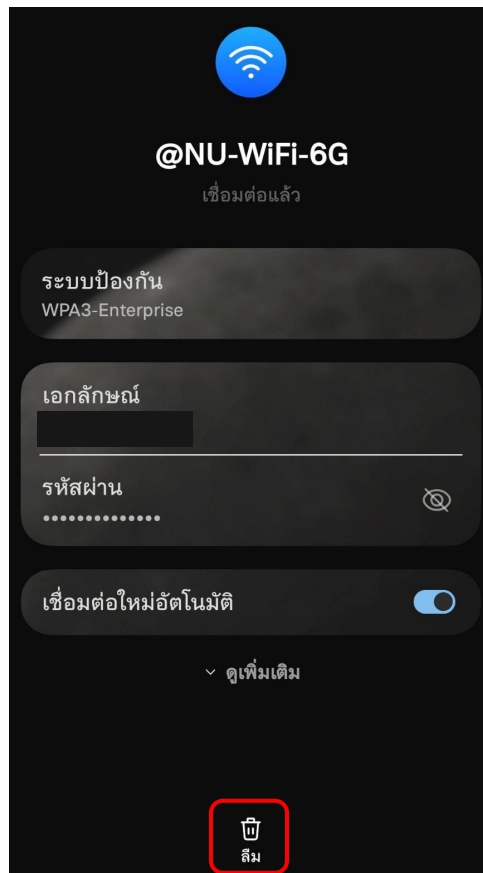 @NU-WiFi-6G
เชื่อมต่อแล้ว
ระบบป้องกัน
WPA3-Enterprise
เอกลักษณ์
รหัสผ่าน
••••••••••••••
เชื่อมต่อใหม่อัตโนมัติ
ดูเพิ่มเติม
ลืม